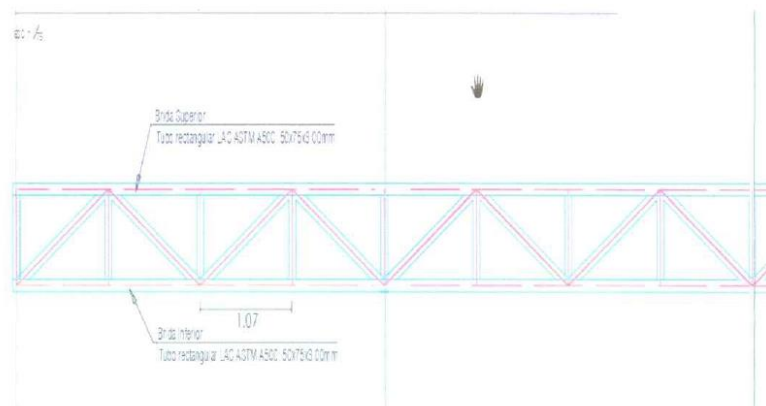 Brida Superior
Tubo rectangular LAC ASTM A500 50x75x3.00mm
1.07
Brida Inferior
Tubo rectangular LAC ASTM A500 50x75x3.00mm